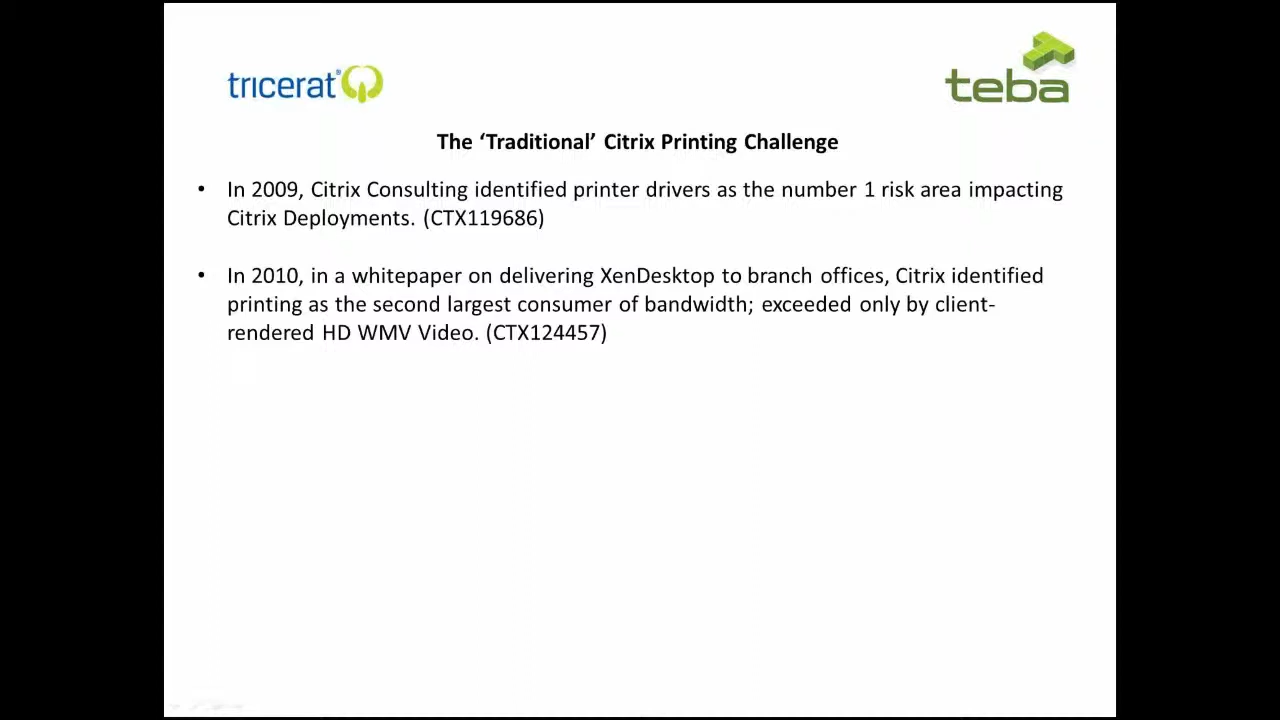 tricerat®
teba
The ‘Traditional’ Citrix Printing Challenge
• In 2009, Citrix Consulting identified printer drivers as the number 1 risk area impacting
Citrix Deployments. (CTX119686)
• In 2010, in a whitepaper on delivering XenDesktop to branch offices, Citrix identified
printing as the second largest consumer of bandwidth; exceeded only by client-
rendered HD WMV Video. (CTX124457)